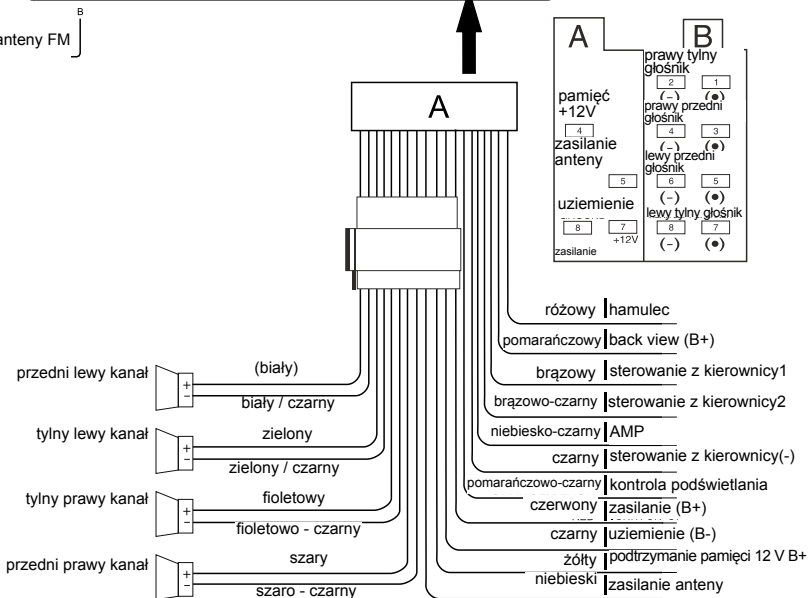 B
anteny FM
A
A
B
prawy tylny
głośnik
2 1
(-) (●)
prawy przedni
głośnik
4 3
(-) (●)
lewy przedni
głośnik
6 5
(-) (●)
lewy tylny głośnik
8 7
(-) (●)
pamięć
+12V
4
zasilanie
anteny
5
uziemienie
8 7
+12V
zasilanie
różowy hamulec
pomarańczowy back view (B+)
brązowy sterowanie z kierownicy1
brązowo-czarny sterowanie z kierownicy2
niebiesko-czarny AMP
czarny sterowanie z kierownicy(-)
pomarańczowo-czarny kontrola podświetlania
czerwony zasilanie (B+)
czarny uziemienie (B-)
żółty podtrzymanie pamięci 12 V B+
niebieski zasilanie anteny
przedni lewy kanał + - (biały)
biały / czarny
tylny lewy kanał + - zielony
zielony / czarny
tylny prawy kanał + - fioletowy
fioletowo - czarny
przedni prawy kanał + - szary
szaro - czarny